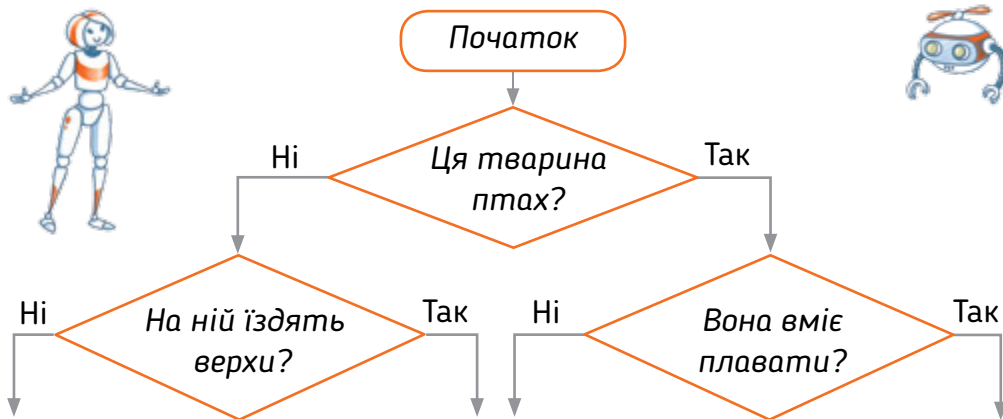 Початок
Ні
Ця тварина
птах?
Так
Ні
На ній їздять
верхи?
Так
Ні
Вона вміє
плавати?
Так